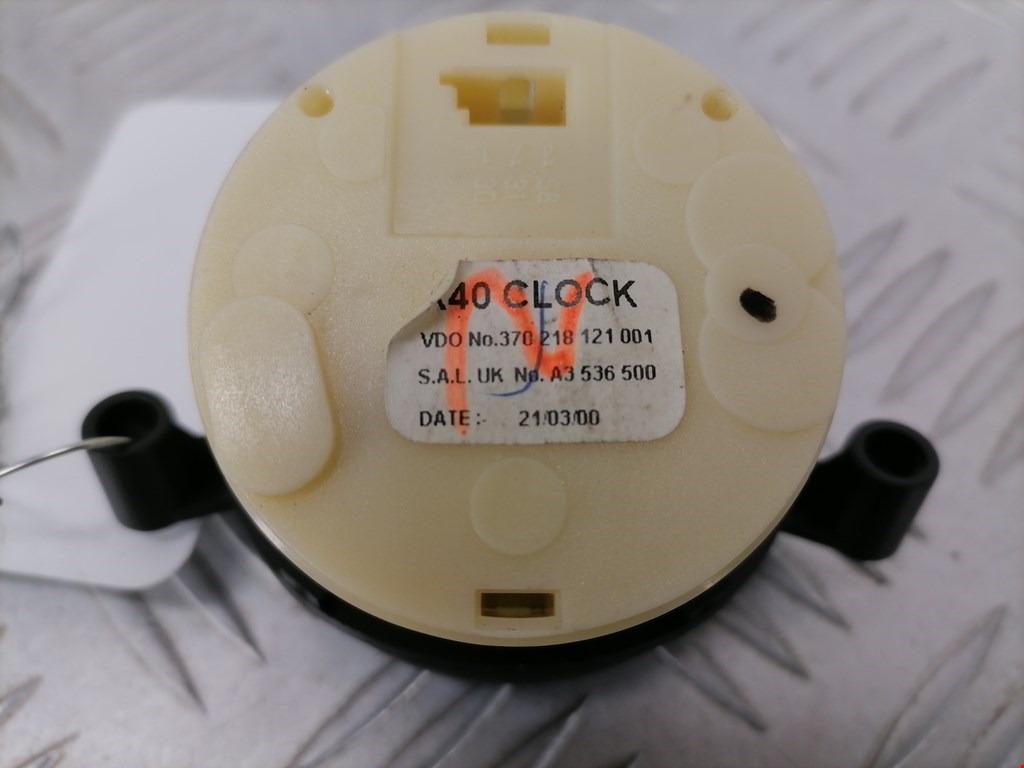 40 CLOCK
VDO No.370 218 121 001
S.A.L. UK No. A3 536 500
DATE :- 21/03/00